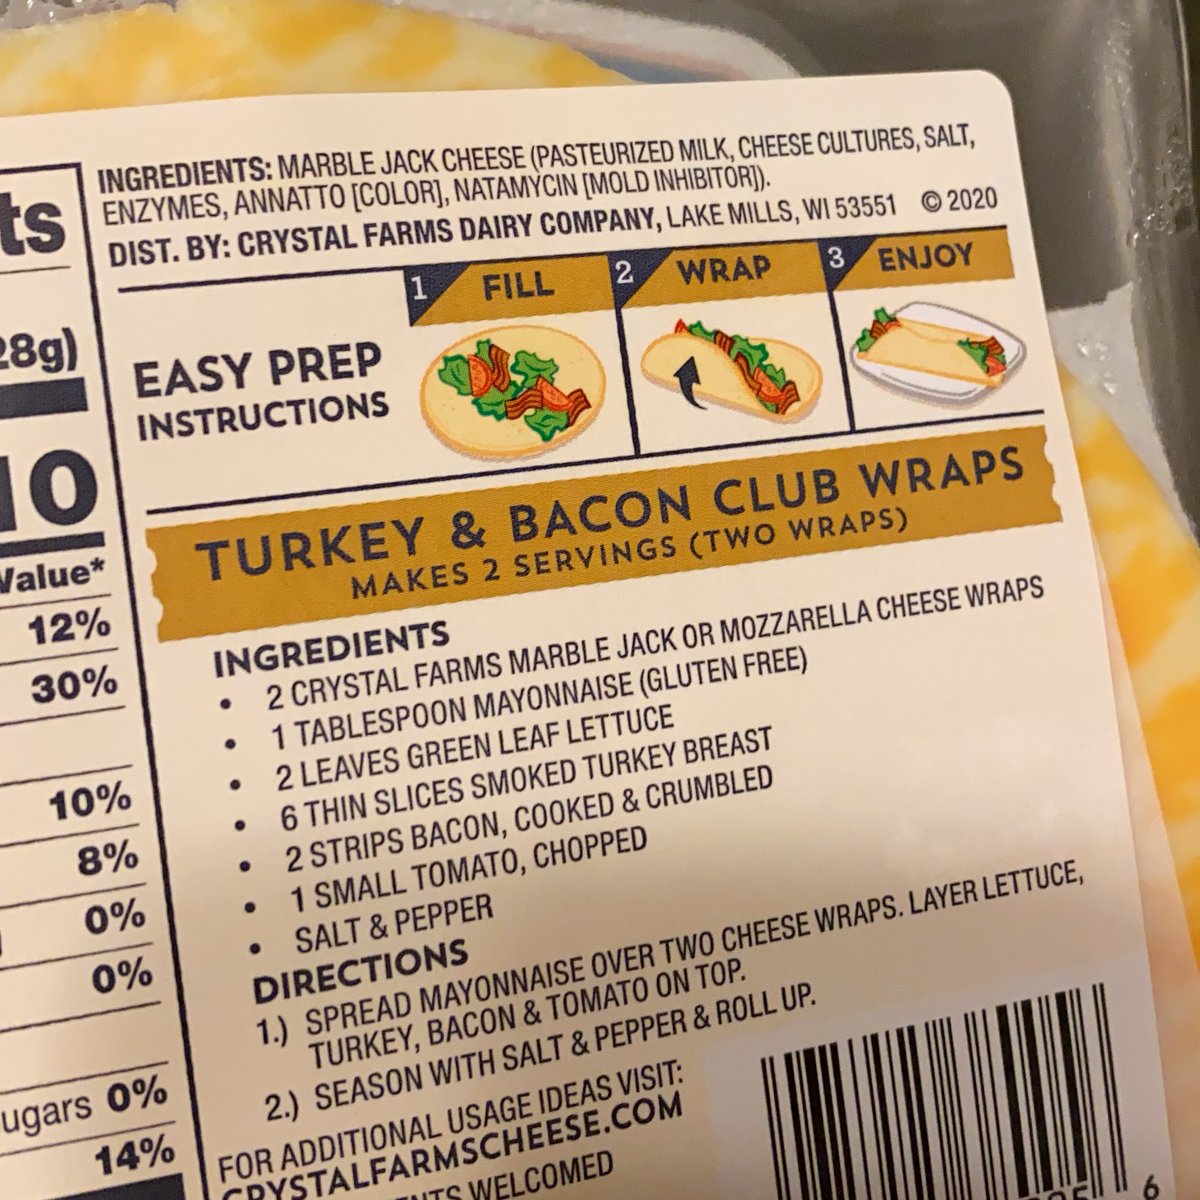 ts
28g)
10
Value*
12%
30%
10%
8%
0%
0%
ugars 0%
14%
INGREDIENTS: MARBLE JACK CHEESE (PASTEURIZED MILK, CHEESE CULTURES, SALT,
ENZYMES, ANNATTO [COLOR], NATAMYCIN [MOLD INHIBITOR]).
DIST. BY: CRYSTAL FARMS DAIRY COMPANY, LAKE MILLS, WI 53551 © 2020
EASY PREP
INSTRUCTIONS
1 FILL
2 WRAP
3 ENJOY
TURKEY & BACON CLUB WRAPS
MAKES 2 SERVINGS (TWO WRAPS)
INGREDIENTS
• 2 CRYSTAL FARMS MARBLE JACK OR MOZZARELLA CHEESE WRAPS
• 1 TABLESPOON MAYONNAISE (GLUTEN FREE)
• 2 LEAVES GREEN LEAF LETTUCE
• 6 THIN SLICES SMOKED TURKEY BREAST
• 2 STRIPS BACON, COOKED & CRUMBLED
• 1 SMALL TOMATO, CHOPPED
• SALT & PEPPER
DIRECTIONS
1.) SPREAD MAYONNAISE OVER TWO CHEESE WRAPS. LAYER LETTUCE,
TURKEY, BACON & TOMATO ON TOP.
2.) SEASON WITH SALT & PEPPER & ROLL UP.
FOR ADDITIONAL USAGE IDEAS VISIT:
CRYSTALFARMSCHEESE.COM
WELCOMED
6